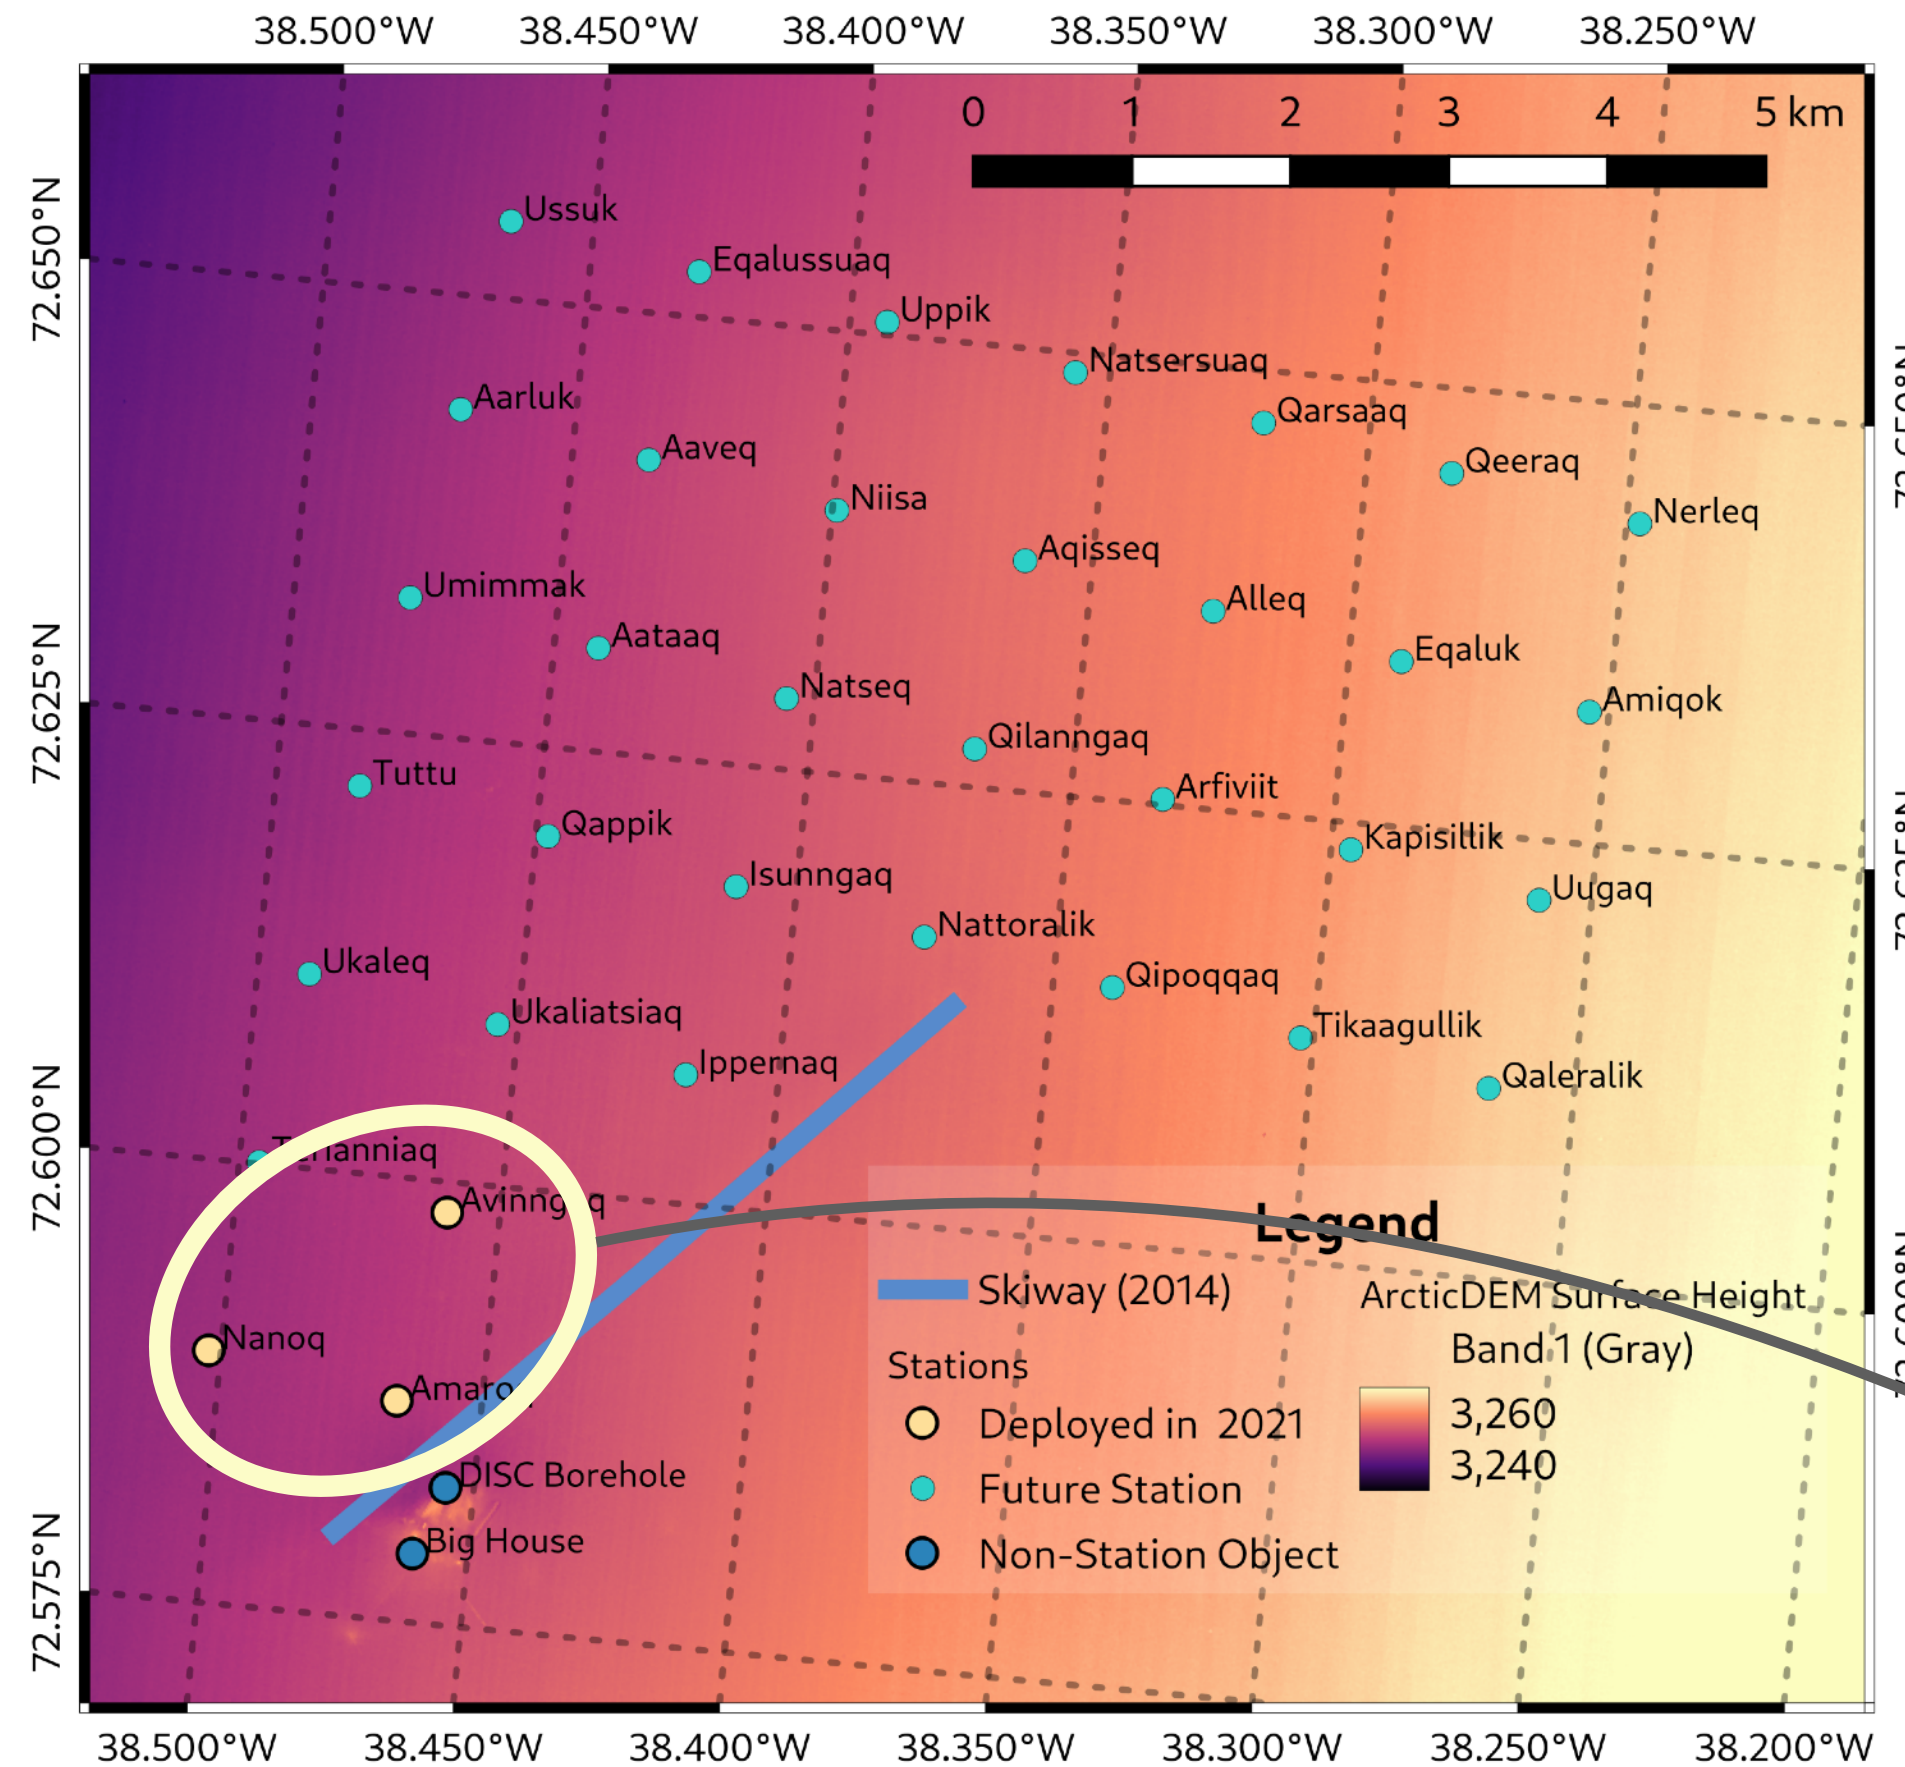 38.500°W 38.450°W 38.400°W 38.350°W 38.300°W 38.250°W
0 1 2 3 4 5 km
72.650°N
Ussuk
Eqalussuaq
Uppik
Natsersuaq
Aarluk
Qarsaaq
Aaveq
Qeeraq
Niisa
Nerleq
Aqisseq
Umimmak
Alleq
Aataaq
Eqaluk
72.625°N
Natseq
Amiqok
Qilanngaq
Tuttu
Arfiviit
Qappik
Kapisillik
Isunngaq
Uugaq
Nattoralik
Ukaleq
Qipoqqaq
Ukaliatsiaq
Tikaagullik
Ippernaq
Qaleralik
72.600°N
Avinngaq
Nanoq
Amaroq
DISC Borehole
Big House
72.575°N
Legend
Skiway (2014)
Stations
Deployed in 2021
Future Station
Non-Station Object
ArcticDEM Surface Height
Band 1 (Gray)
3,260
3,240
38.500°W 38.450°W 38.400°W 38.350°W 38.300°W 38.250°W 38.200°W